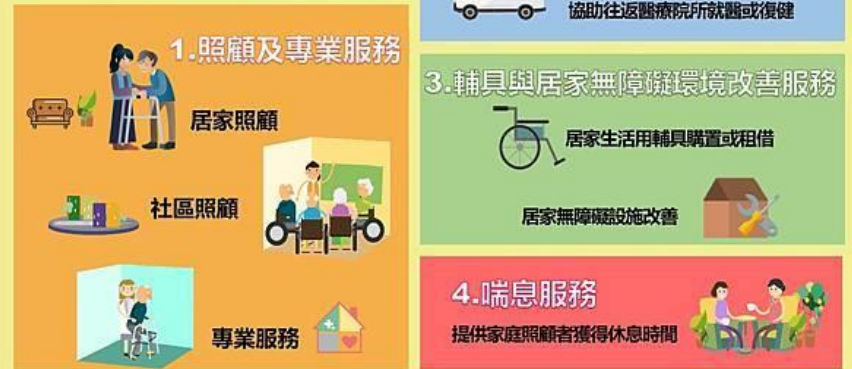 1.照顧及專業服務
居家照顧
社區照顧
專業服務
協助往返醫療院所就醫或復健
3.輔具與居家無障礙環境改善服務
居家生活用輔具購置或租借
居家無障礙設施改善
4.喘息服務
提供家庭照顧者獲得休息時間